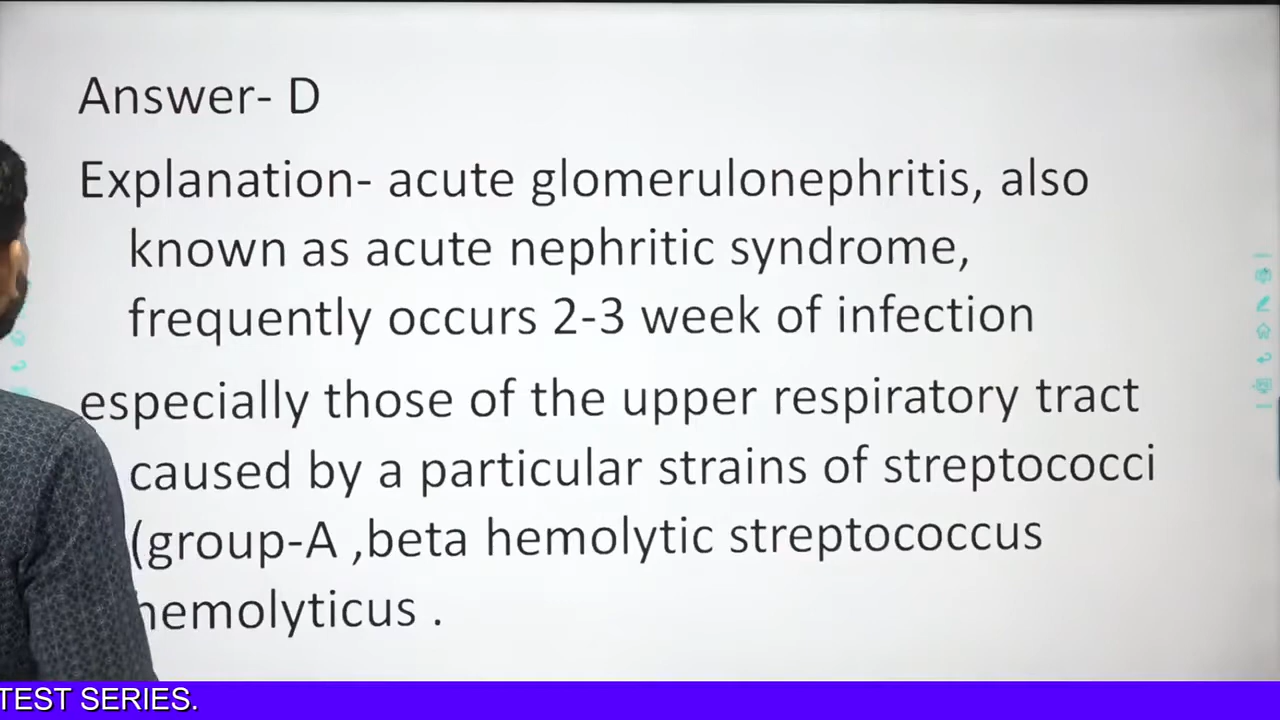 Answer- D
Explanation- acute glomerulonephritis, also
known as acute nephritic syndrome,
frequently occurs 2-3 week of infection
especially those of the upper respiratory tract
caused by a particular strains of streptococci
(group-A ,beta hemolytic streptococcus
hemolyticus .
TEST SERIES.